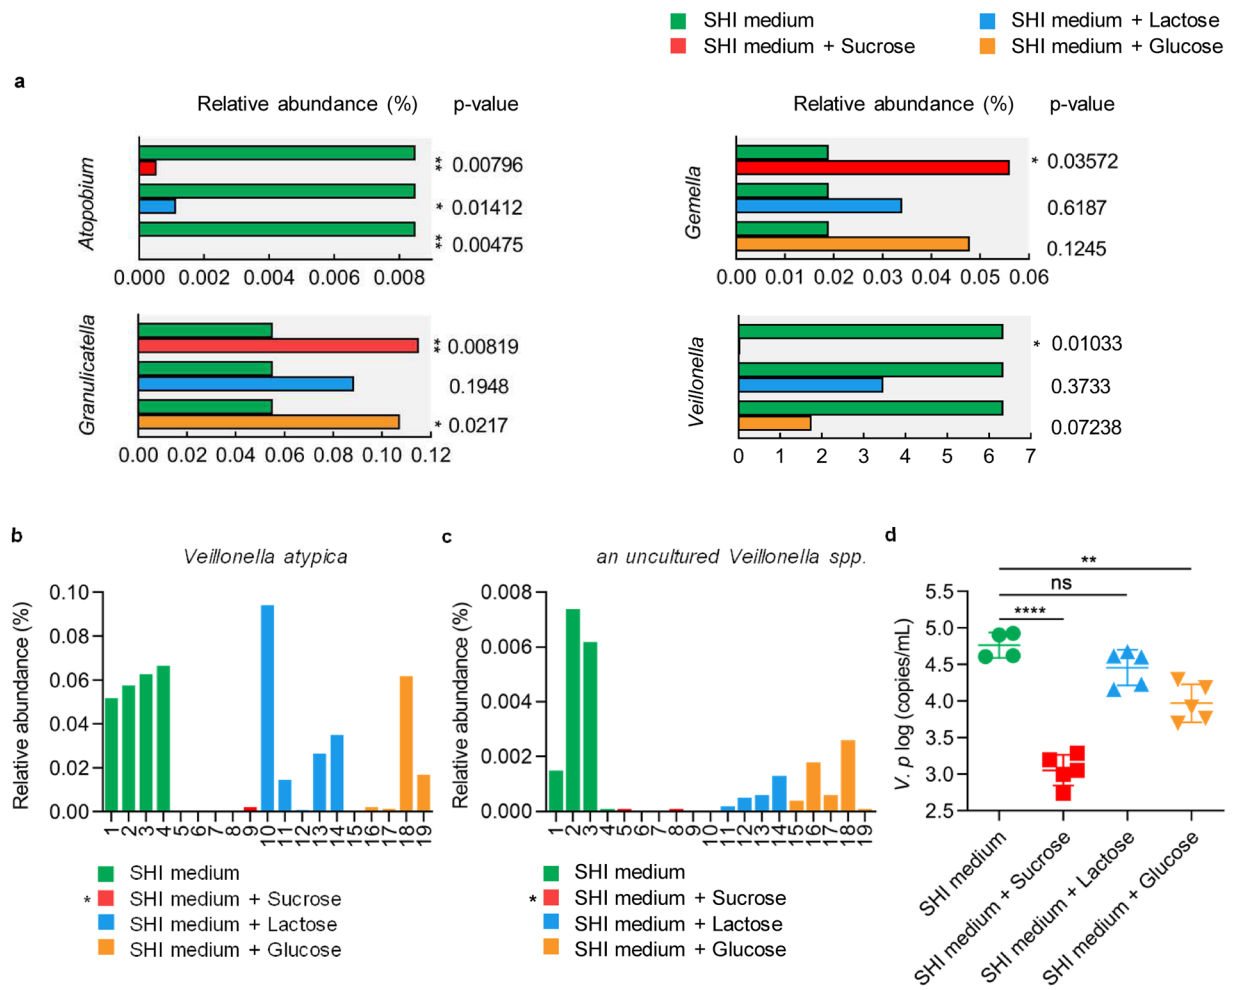 SHI medium
SHI medium + Sucrose
SHI medium + Lactose
SHI medium + Glucose
a
Relative abundance (%) p-value
Atopobium
** 0.00796
* 0.01412
** 0.00475
0.000 0.002 0.004 0.006 0.008
Relative abundance (%) p-value
Gemella
* 0.03572
0.6187
0.1245
0.00 0.01 0.02 0.03 0.04 0.05 0.06
Granulicatella
** 0.00819
0.1948
* 0.0217
0.00 0.02 0.04 0.06 0.08 0.10 0.12
Veillonella
* 0.01033
0.3733
0.07238
0 1 2 3 4 5 6 7
b
Veillonella atypica
Relative abundance (%)
0.10
0.08
0.06
0.04
0.02
0.00
1 2 3 4 5 6 7 8 9 10 11 12 13 14 15 16 17 18 19
SHI medium
* SHI medium + Sucrose
SHI medium + Lactose
SHI medium + Glucose
c
an uncultured Veillonella spp.
Relative abundance (%)
0.008
0.006
0.004
0.002
0.000
1 2 3 4 5 6 7 8 9 10 11 12 13 14 15 16 17 18 19
SHI medium
* SHI medium + Sucrose
SHI medium + Lactose
SHI medium + Glucose
d
**
ns
****
V. p log (copies/mL)
5.5
5.0
4.5
4.0
3.5
3.0
2.5
SHI medium
SHI medium + Sucrose
SHI medium + Lactose
SHI medium + Glucose